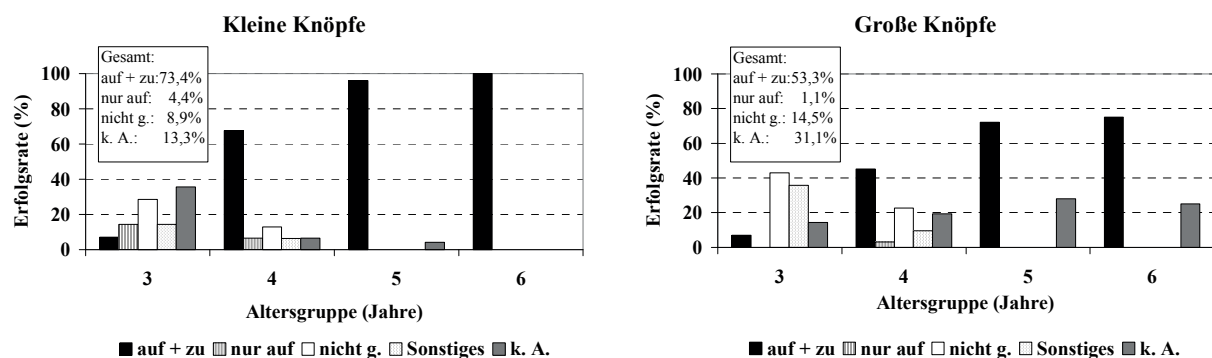 Kleine Knöpfe
Gesamt:
auf + zu:73,4%
nur auf: 4,4%
nicht g.: 8,9%
k. A.: 13,3%
Erfolgsrate (%)
100
80
60
40
20
0
3 4 5 6
Altersgruppe (Jahre)
auf + zu nur auf nicht g. Sonstiges k. A.
Große Knöpfe
Gesamt:
auf + zu:53,3%
nur auf: 1,1%
nicht g.: 14,5%
k. A.: 31,1%
Erfolgsrate (%)
100
80
60
40
20
0
3 4 5 6
Altersgruppe (Jahre)
auf + zu nur auf nicht g. Sonstiges k. A.